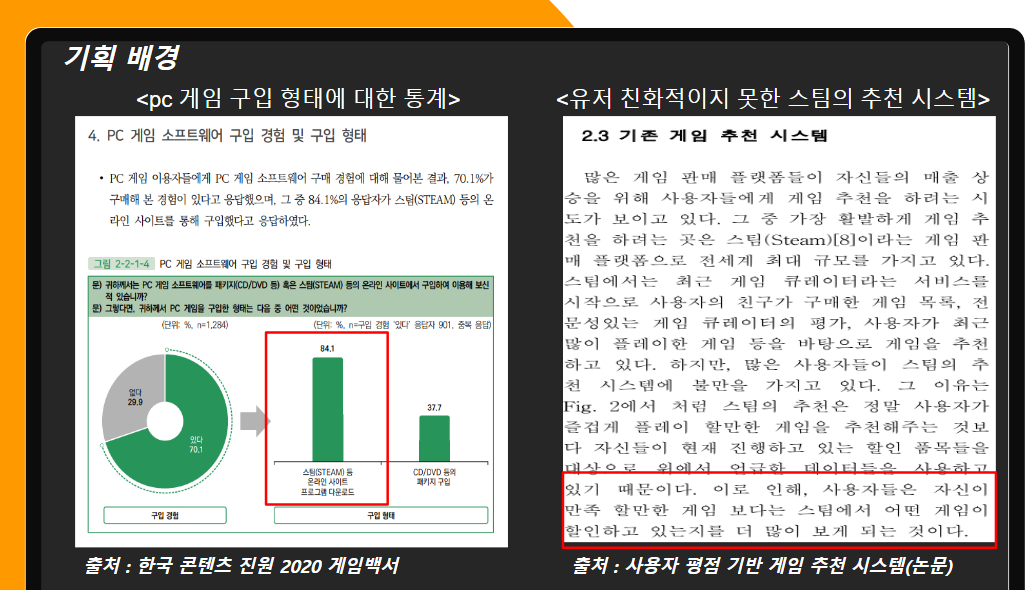 기획 배경
<pc 게임 구입 형태에 대한 통계>
4. PC 게임 소프트웨어 구입 경험 및 구입 형태
• PC 게임 이용자들에게 PC 게임 소프트웨어 구매 경험에 대해 물어본 결과, 70.1%가
구매해 본 경험이 있다고 응답했으며, 그 중 84.1%의 응답자가 스팀(STEAM) 등의 온
라인 사이트를 통해 구입했다고 응답하였다.
그림 2-2-1-4 PC 게임 소프트웨어 구입 경험 및 구입 형태
문) 귀하께서는 PC 게임 소프트웨어를 패키지(CD/DVD 등) 혹은 스팀(STEAM) 등의 온라인 사이트에서 구입하여 이용해 보신
적 있습니까?
문) 그렇다면, 귀하께서 PC 게임을 구입한 형태는 다음 중 어떤 것이었습니까?
(단위: %, n=1,284)
(단위: %, n=구입 경험 '있다' 응답자 901, 중복 응답)
없다
29.9
있다
70.1
84.1
37.7
스팀(STEAM) 등
온라인 사이트
프로그램 다운로드
CD/DVD 등의
패키지 구입
구입 경험
구입 형태
출처 : 한국 콘텐츠 진원 2020 게임백서
<유저 친화적이지 못한 스팀의 추천 시스템>
2.3 기존 게임 추천 시스템
많은 게임 판매 플랫폼들이 자신들의 매출 상
승을 위해 사용자들에게 게임 추천을 하려는 시
도가 보이고 있다. 그 중 가장 활발하게 게임 추
천을 하려는 곳은 스팀(Steam)[8]이라는 게임 판
매 플랫폼으로 전세계 최대 규모를 가지고 있다.
스팀에서는 최근 게임 큐레이터라는 서비스를
시작으로 사용자의 친구가 구매한 게임 목록, 전
문성있는 게임 큐레이터의 평가, 사용자가 최근
많이 플레이한 게임 등을 바탕으로 게임을 추천
하고 있다. 하지만, 많은 사용자들이 스팀의 추
천 시스템에 불만을 가지고 있다. 그 이유는
Fig. 2에서 처럼 스팀의 추천은 정말 사용자가
즐겁게 플레이 할만한 게임을 추천해주는 것보
다 자신들이 현재 진행하고 있는 할인 품목들을
대상으로 위에서 언급한 데이터들을 사용하고
있기 때문이다. 이로 인해, 사용자들은 자신이
만족 할만한 게임 보다는 스팀에서 어떤 게임이
할인하고 있는지를 더 많이 보게 되는 것이다.
출처 : 사용자 평점 기반 게임 추천 시스템(논문)